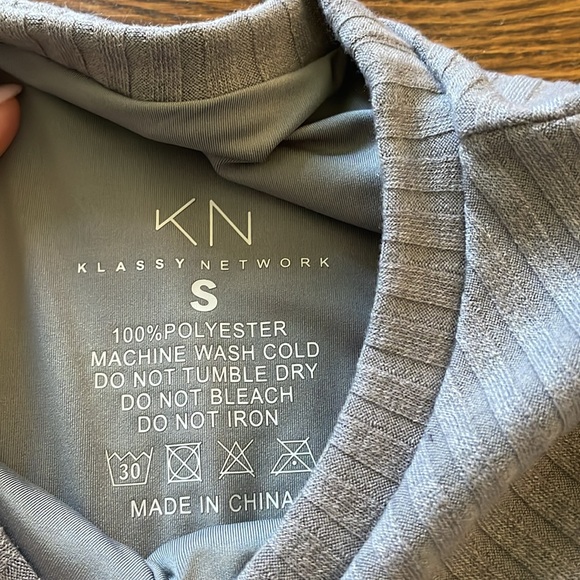 KN
KLASSY NETWORK
S
100%POLYESTER
MACHINE WASH COLD
DO NOT TUMBLE DRY
DO NOT BLEACH
DO NOT IRON
30
MADE IN CHINA